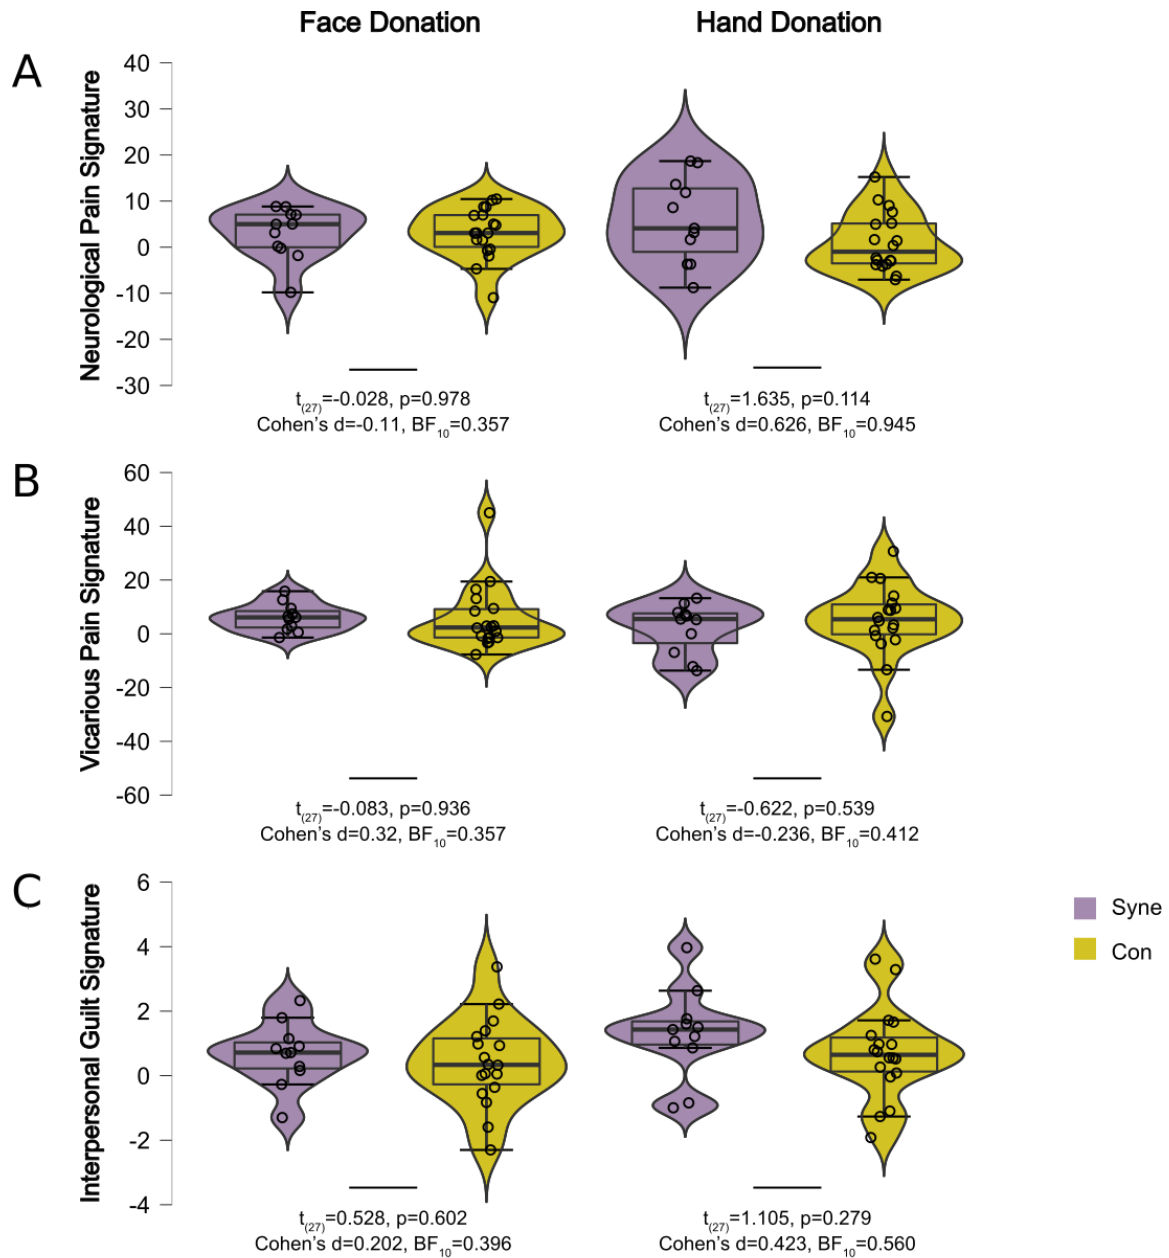 Face Donation
Hand Donation
A
Neurological Pain Signature
40
30
20
10
0
-10
-20
-30
t(27)=-0.028, p=0.978
Cohen's d=-0.11, BF10=0.357
t(27)=1.635, p=0.114
Cohen's d=0.626, BF10=0.945
B
Vicarious Pain Signature
60
40
20
0
-20
-40
-60
t(27)=-0.083, p=0.936
Cohen's d=0.32, BF10=0.357
t(27)=-0.622, p=0.539
Cohen's d=-0.236, BF10=0.412
C
Interpersonal Guilt Signature
6
4
2
0
-2
-4
Syne
Con
t(27)=0.528, p=0.602
Cohen's d=0.202, BF10=0.396
t(27)=1.105, p=0.279
Cohen's d=0.423, BF10=0.560